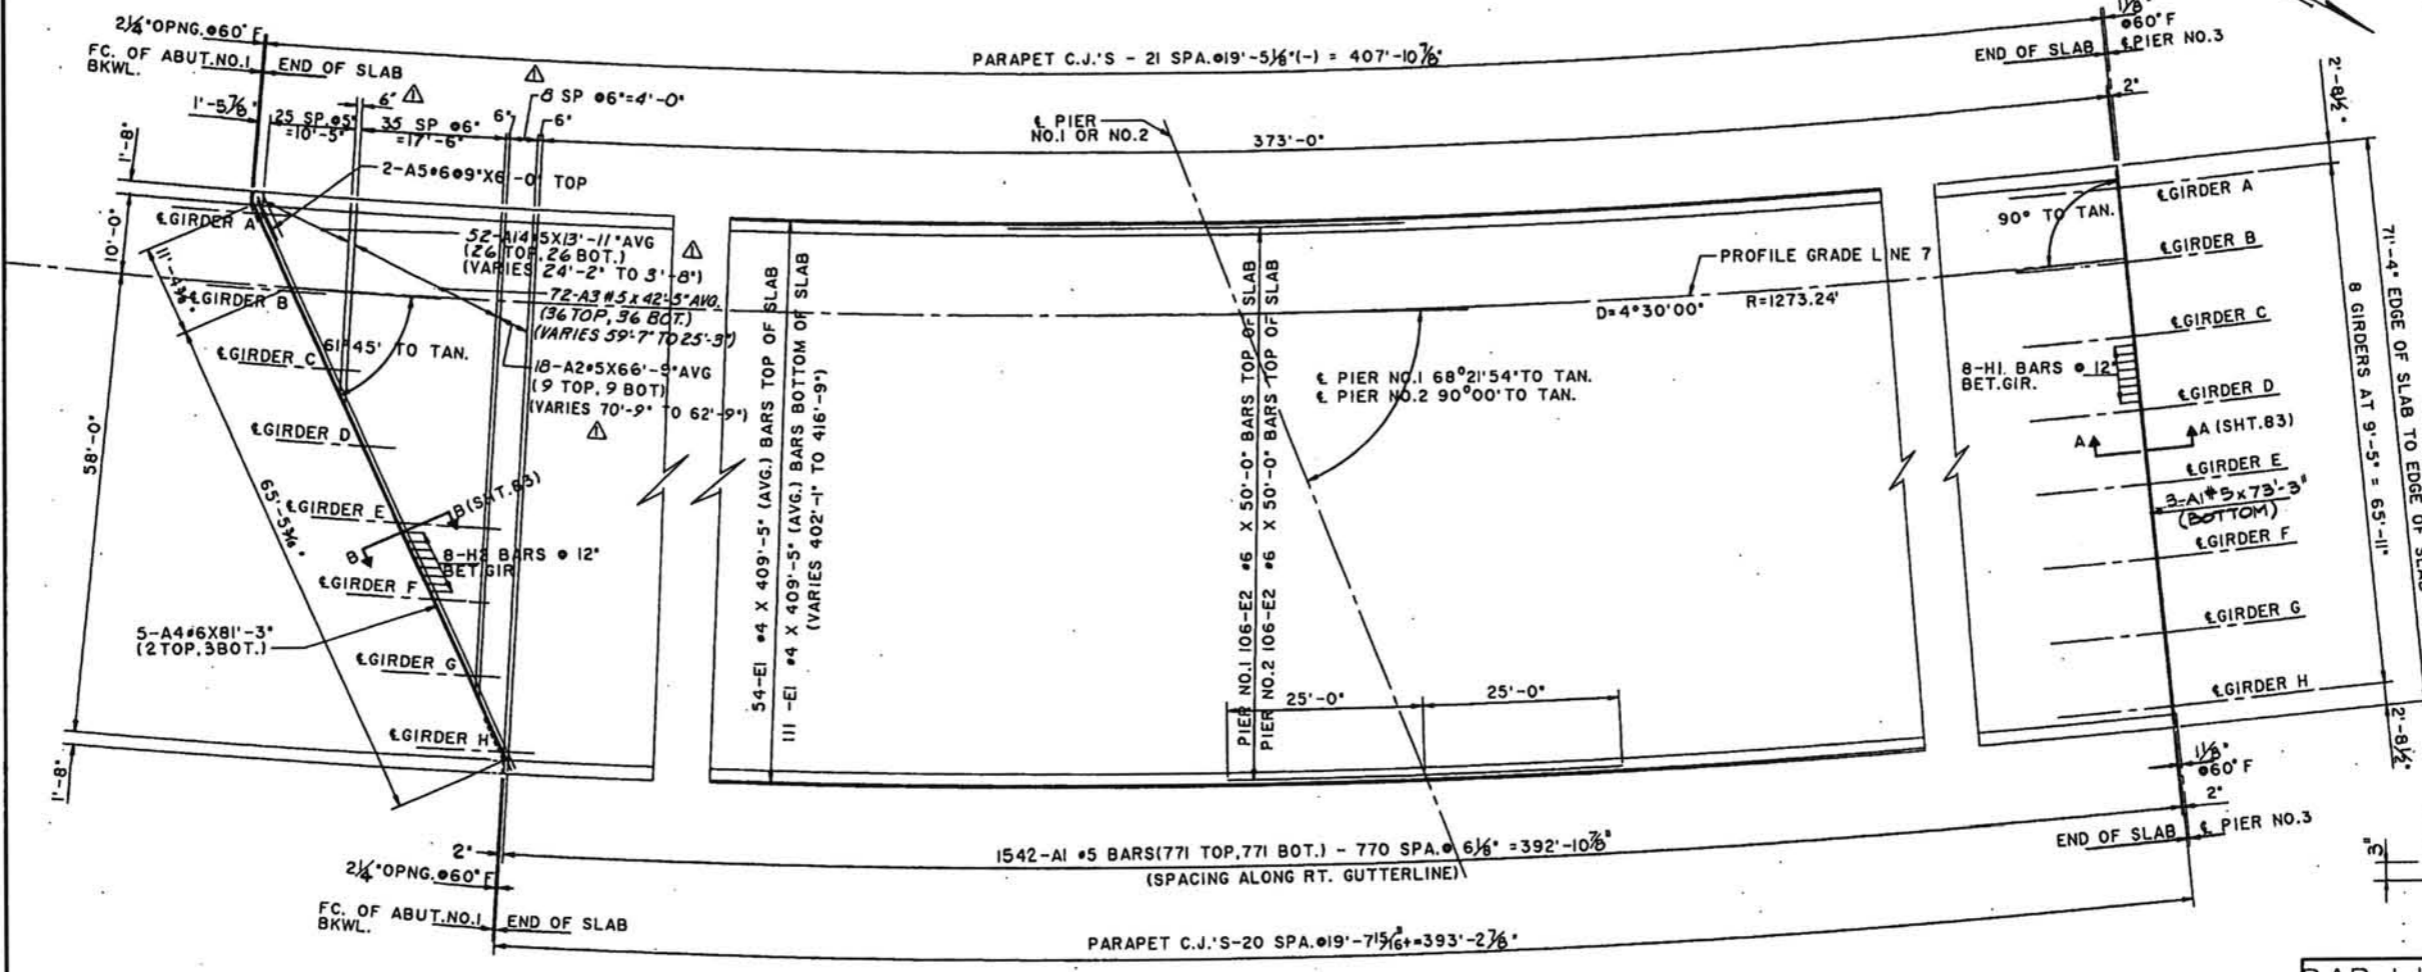 2¼"OPNG.@60° F
FC. OF ABUT.NO.1
BKWL.
END OF SLAB
PARAPET C.J.'S - 21 SPA.@19'-5⅛"(-) = 407'-10⅞"
1⅛"
@60° F
END OF SLAB
℄PIER NO.3
2"
1'-5⅞"
25 SP.@5"
=10'-5"
6"
35 SP @6"
=17'-6"
6"
8 SP @6"=4'-0"
6"
℄ PIER
NO.1 OR NO.2
373'-0"
2'-8½"
1'-8"
2-A5#6@9"X6'-0" TOP
10'-0"
℄GIRDER A
52-A14#5X13'-11"AVG
(26 TOP, 26 BOT.)
(VARIES 24'-2" TO 3'-8")
72-A3 #5 x 42'-5"AVG.
(36 TOP, 36 BOT.)
(VARIES 59'-7" TO 25'-3")
℄GIRDER B
61°45' TO TAN.
℄GIRDER C
18-A2#5X66'-9"AVG
(9 TOP, 9 BOT)
(VARIES 70'-9" TO 62'-9")
℄GIRDER D
58'-0"
65'-5³⁄₁₆"
℄GIRDER E
B(SHT.83)
B
8-H2 BARS @ 12"
BET.GIR
℄GIRDER F
5-A4#6X81'-3"
(2TOP,3BOT.)
℄GIRDER G
℄GIRDER H
1'-8"
54-E1 #4 X 409'-5" (AVG.) BARS TOP OF SLAB
111 -E1 #4 X 409'-5" (AVG.) BARS BOTTOM OF SLAB
(VARIES 402'-1" TO 416'-9")
PIER NO.1 106-E2 #6 X 50'-0" BARS TOP OF SLAB
PIER NO.2 106-E2 #6 X 50'-0" BARS TOP OF SLAB
PROFILE GRADE LINE 7
D=4°30'00"
R=1273.24'
℄ PIER NO.1 68°21'54"TO TAN.
℄ PIER NO.2 90°00'TO TAN.
25'-0"
25'-0"
90° TO TAN.
℄GIRDER A
℄GIRDER B
℄GIRDER C
8-H1 BARS @ 12"
BET.GIR.
℄GIRDER D
A
A (SHT.83)
℄GIRDER E
3-A1#5x73'-3"
(BOTTOM)
℄GIRDER F
℄GIRDER G
℄GIRDER H
8 GIRDERS AT 9'-5" = 65'-11"
71'-4" EDGE OF SLAB TO EDGE OF SLAB
2'-8½"
1⅛"
@60° F
2"
END OF SLAB
℄ PIER NO.3
3"
2"
1542-A1 #5 BARS(771 TOP,771 BOT.) - 770 SPA.@ 6⅛" =392'-10⅞"
(SPACING ALONG RT. GUTTERLINE)
2¼"OPNG.@60°F
FC. OF ABUT.NO.1
BKWL.
END OF SLAB
PARAPET C.J.'S-20 SPA.@19'-7¹⁵⁄₁₆"+=393'-2⅞"